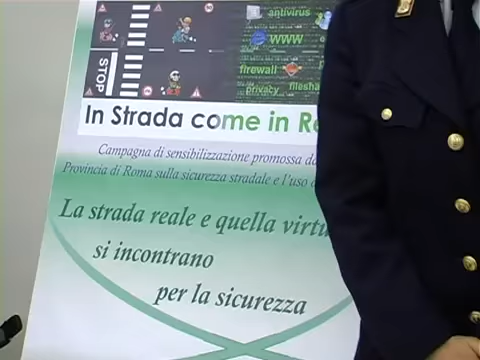 antivirus
WWW
STOP
firewall
privacy
In Strada come in Re
Campagna di sensibilizzazione promossa da
Provincia di Roma sulla sicurezza stradale e l'uso
La strada reale e quella virtu
si incontrano
per la sicurezza